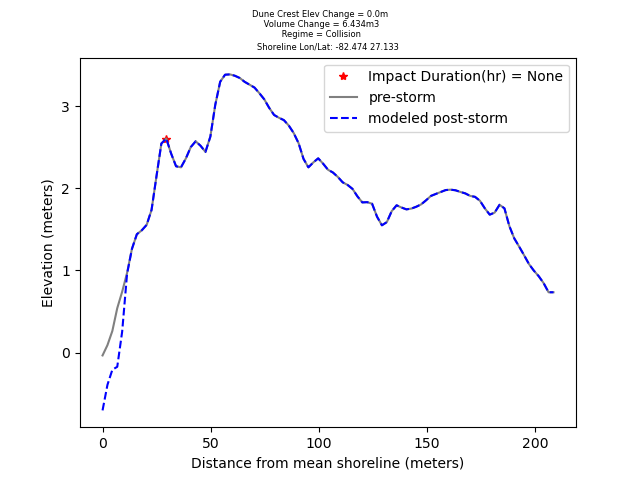 Dune Crest Elev Change = 0.0m
Volume Change = 6.434m3
Regime = Collision
Shoreline Lon/Lat: -82.474 27.133
Impact Duration(hr) = None
pre-storm
modeled post-storm
Elevation (meters)
3
2
1
0
0 50 100 150 200
Distance from mean shoreline (meters)